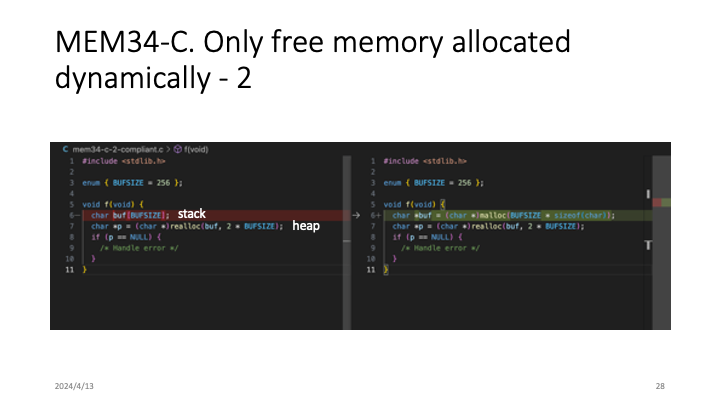 MEM34-C. Only free memory allocated
dynamically - 2
C mem34-c-2-compliant.c > f(void)
1 #include <stdlib.h>
2
3 enum { BUFSIZE = 256 };
4
5 void f(void) {
6- char buf[BUFSIZE]; stack
7 char *p = (char *)realloc(buf, 2 * BUFSIZE); heap
8 if (p == NULL) {
9 /* Handle error */
10 }
11 }
1 #include <stdlib.h>
2
3 enum { BUFSIZE = 256 };
4
5 void f(void) {
6+ char *buf = (char *)malloc(BUFSIZE * sizeof(char));
7 char *p = (char *)realloc(buf, 2 * BUFSIZE);
8 if (p == NULL) {
9 /* Handle error */
10 }
11 }
2024/4/13
28